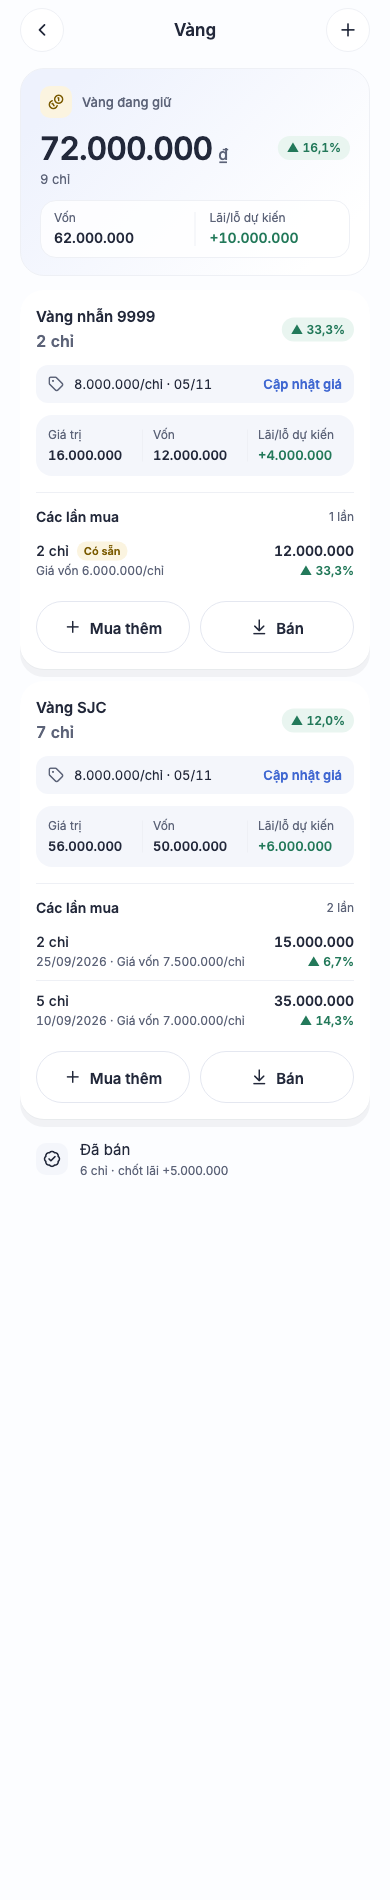 Vàng
Vàng đang giữ
72.000.000 ₫
▲ 16,1%
9 chỉ
Vốn
62.000.000
Lãi/lỗ dự kiến
+10.000.000
Vàng nhẫn 9999
2 chỉ
▲ 33,3%
8.000.000/chỉ · 05/11
Cập nhật giá
Giá trị
16.000.000
Vốn
12.000.000
Lãi/lỗ dự kiến
+4.000.000
Các lần mua
1 lần
2 chỉ Có sẵn
12.000.000
Giá vốn 6.000.000/chỉ
▲ 33,3%
Mua thêm
Bán
Vàng SJC
7 chỉ
▲ 12,0%
8.000.000/chỉ · 05/11
Cập nhật giá
Giá trị
56.000.000
Vốn
50.000.000
Lãi/lỗ dự kiến
+6.000.000
Các lần mua
2 lần
2 chỉ
15.000.000
25/09/2026 · Giá vốn 7.500.000/chỉ
▲ 6,7%
5 chỉ
35.000.000
10/09/2026 · Giá vốn 7.000.000/chỉ
▲ 14,3%
Mua thêm
Bán
Đã bán
6 chỉ · chốt lãi +5.000.000